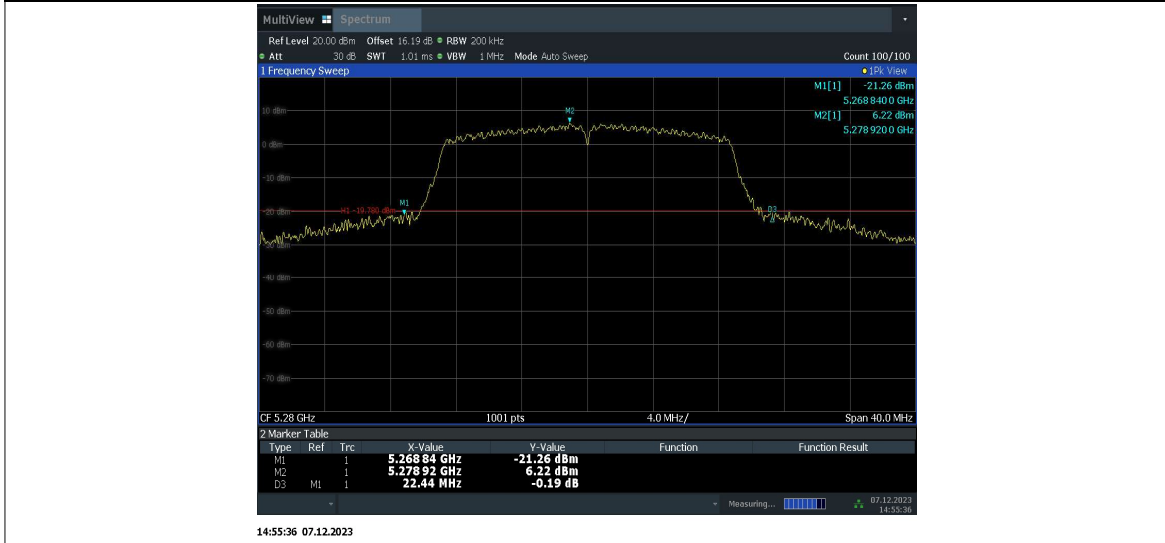 MultiView Spectrum
Ref Level 20.00 dBm Offset 16.19 dB RBW 200 kHz
Att 30 dB SWT 1.01 ms VBW 1 MHz Mode Auto Sweep Count 100/100
1 Frequency Sweep 1Pk View
M1[1] -21.26 dBm
5.268 840 0 GHz
M2[1] 6.22 dBm
5.278 920 0 GHz
10 dBm
M2
0 dBm
-10 dBm
M1
-20 dBm H1 -19.780 dBm D3
-30 dBm
-40 dBm
-50 dBm
-60 dBm
-70 dBm
CF 5.28 GHz 1001 pts 4.0 MHz/ Span 40.0 MHz
2 Marker Table
Type Ref Trc X-Value Y-Value Function Function Result
M1 1 5.268 84 GHz -21.26 dBm
M2 1 5.278 92 GHz 6.22 dBm
D3 M1 1 22.44 MHz -0.19 dB
Measuring... 07.12.2023
14:55:36
14:55:36 07.12.2023